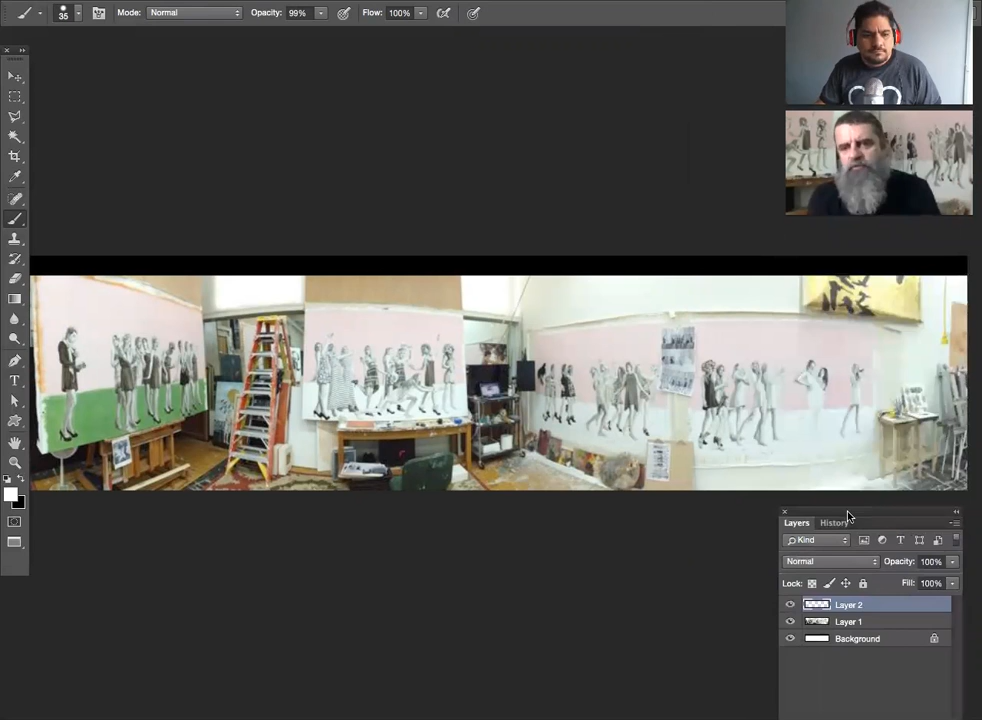 35 Mode: Normal Opacity: 99% Flow: 100%
Layers History
Kind
Normal Opacity: 100%
Lock: Fill: 100%
Layer 2
Layer 1
Background